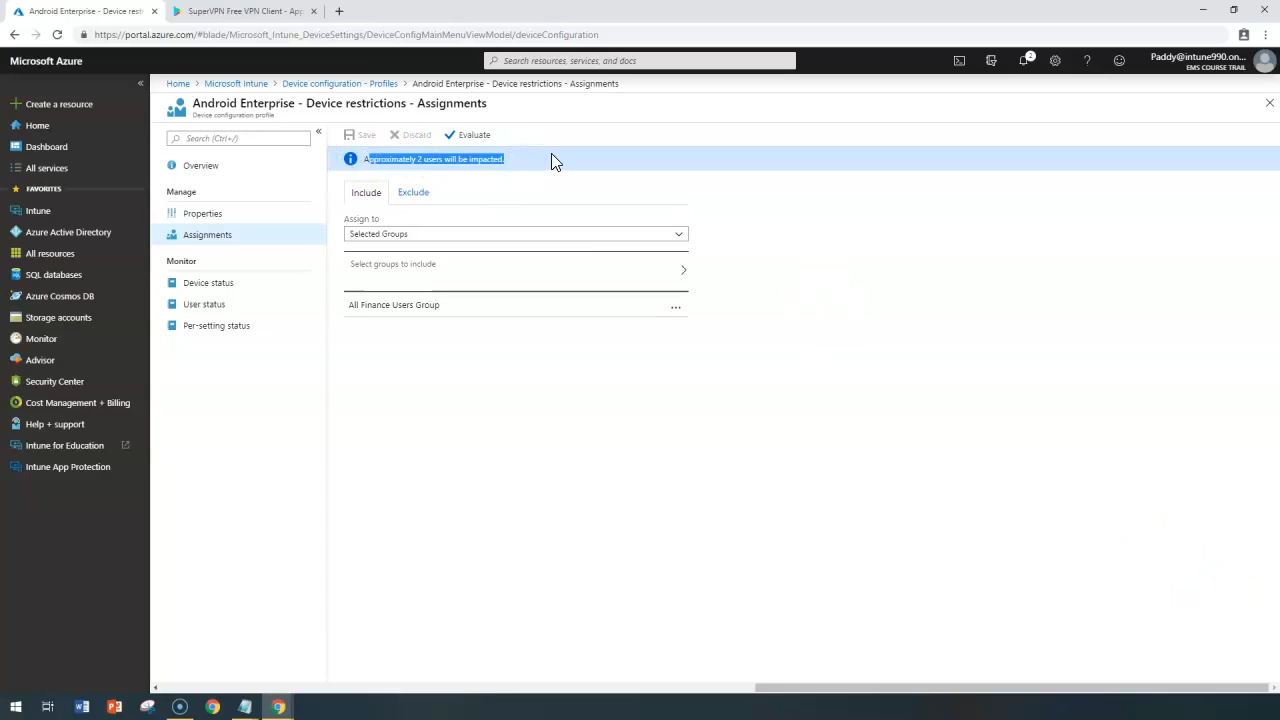 Android Enterprise - Device restr
SuperVPN Free VPN Client - App
https://portal.azure.com/#blade/Microsoft_Intune_DeviceSettings/DeviceConfigMainMenuViewModel/deviceConfiguration
Microsoft Azure
Search resources, services, and docs
2
Paddy@intune990.on...
EMS COURSE TRAIL
Home > Microsoft Intune > Device configuration - Profiles > Android Enterprise - Device restrictions - Assignments
Android Enterprise - Device restrictions - Assignments
Device configuration profile
Create a resource
Home
Dashboard
All services
FAVORITES
Intune
Azure Active Directory
All resources
SQL databases
Azure Cosmos DB
Storage accounts
Monitor
Advisor
Security Center
Cost Management + Billing
Help + support
Intune for Education
Intune App Protection
Search (Ctrl+/)
Overview
Manage
Properties
Assignments
Monitor
Device status
User status
Per-setting status
Save
Discard
Evaluate
Approximately 2 users will be impacted.
Include
Exclude
Assign to
Selected Groups
Select groups to include
All Finance Users Group
...